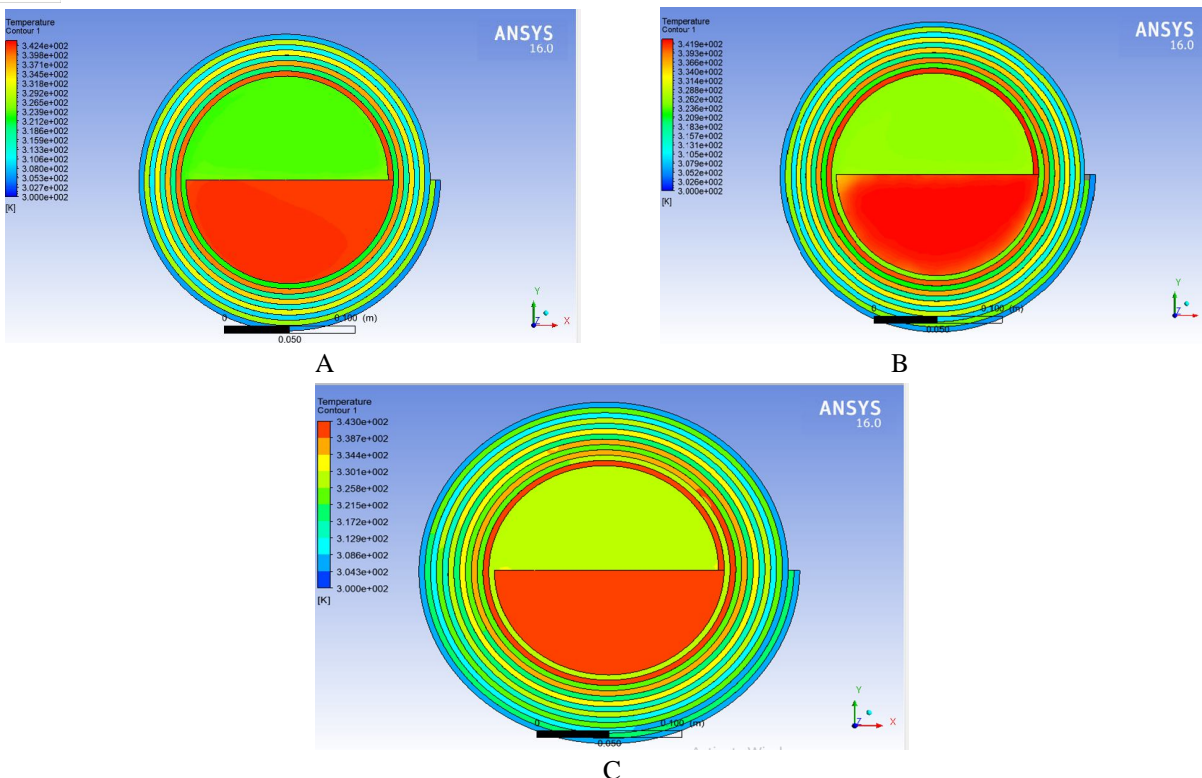 Temperature
Contour 1
3.424e+002
3.398e+002
3.371e+002
3.345e+002
3.318e+002
3.292e+002
3.265e+002
3.239e+002
3.212e+002
3.186e+002
3.159e+002
3.133e+002
3.106e+002
3.080e+002
3.053e+002
3.027e+002
3.000e+002
[K]
ANSYS
16.0
0
0.100 (m)
0.050
Y
Z
X
A
Temperature
Contour 1
3.419e+002
3.393e+002
3.366e+002
3.340e+002
3.314e+002
3.288e+002
3.262e+002
3.236e+002
3.209e+002
3.183e+002
3.157e+002
3.131e+002
3.105e+002
3.079e+002
3.052e+002
3.026e+002
3.000e+002
[K]
ANSYS
16.0
0
0.100 (m)
0.050
Y
Z
X
B
Temperature
Contour 1
3.430e+002
3.387e+002
3.344e+002
3.301e+002
3.258e+002
3.215e+002
3.172e+002
3.129e+002
3.086e+002
3.043e+002
3.000e+002
[K]
ANSYS
16.0
0
0.100 (m)
0.050
Y
Z
X
C